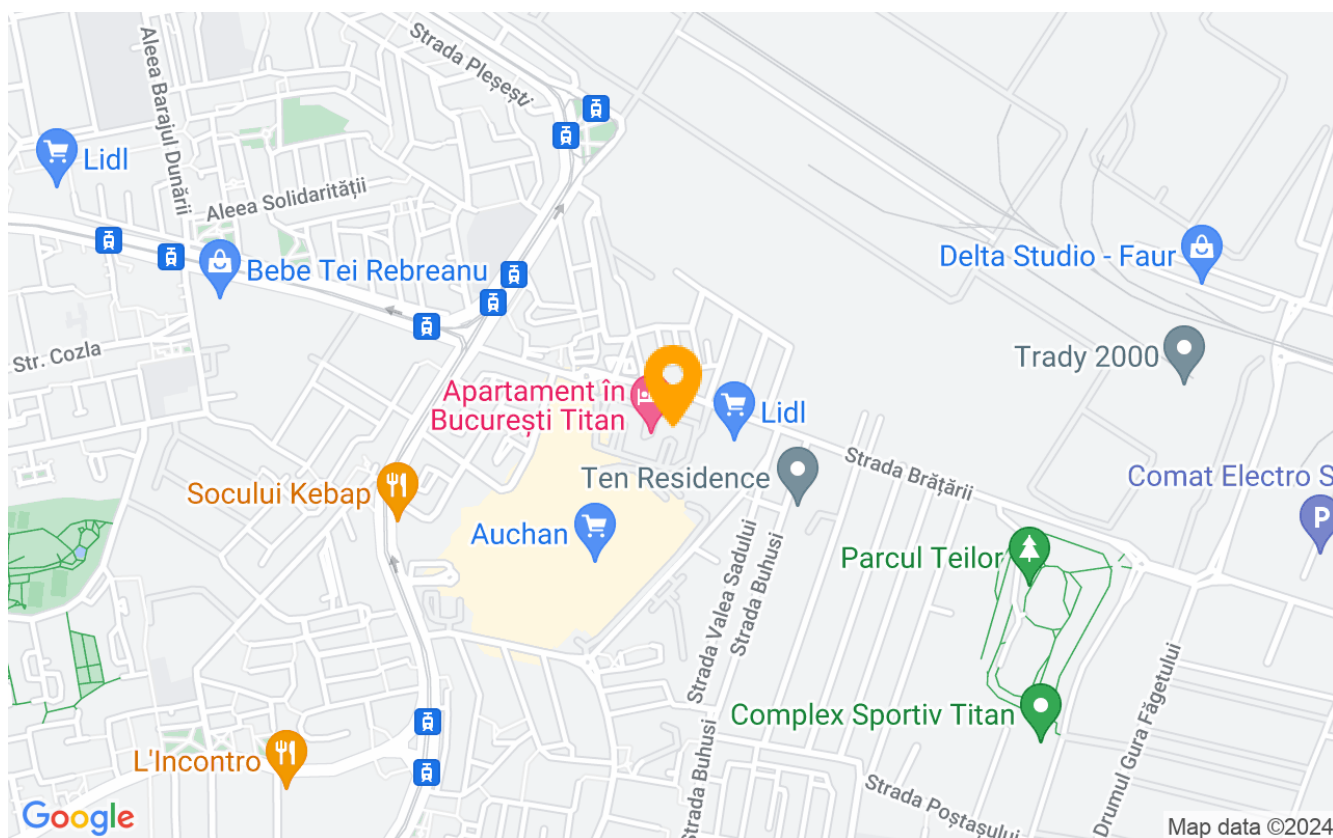 Strada Pleșești
Aleea Barajul Dunării
Lidl
Aleea Solidarității
Bebe Tei Rebreanu
Delta Studio - Faur
Str. Cozla
Trady 2000
Apartament în
București Titan
Lidl
Strada Brățării
Ten Residence
Comat Electro S
P
Socului Kebap
Auchan
Parcul Teilor
Strada Valea Sadului
Strada Buhusi
Drumul Gura Făgetului
Complex Sportiv Titan
L'Incontro
Strada Buhusi
Strada Poștașului
Google
Map data ©2024